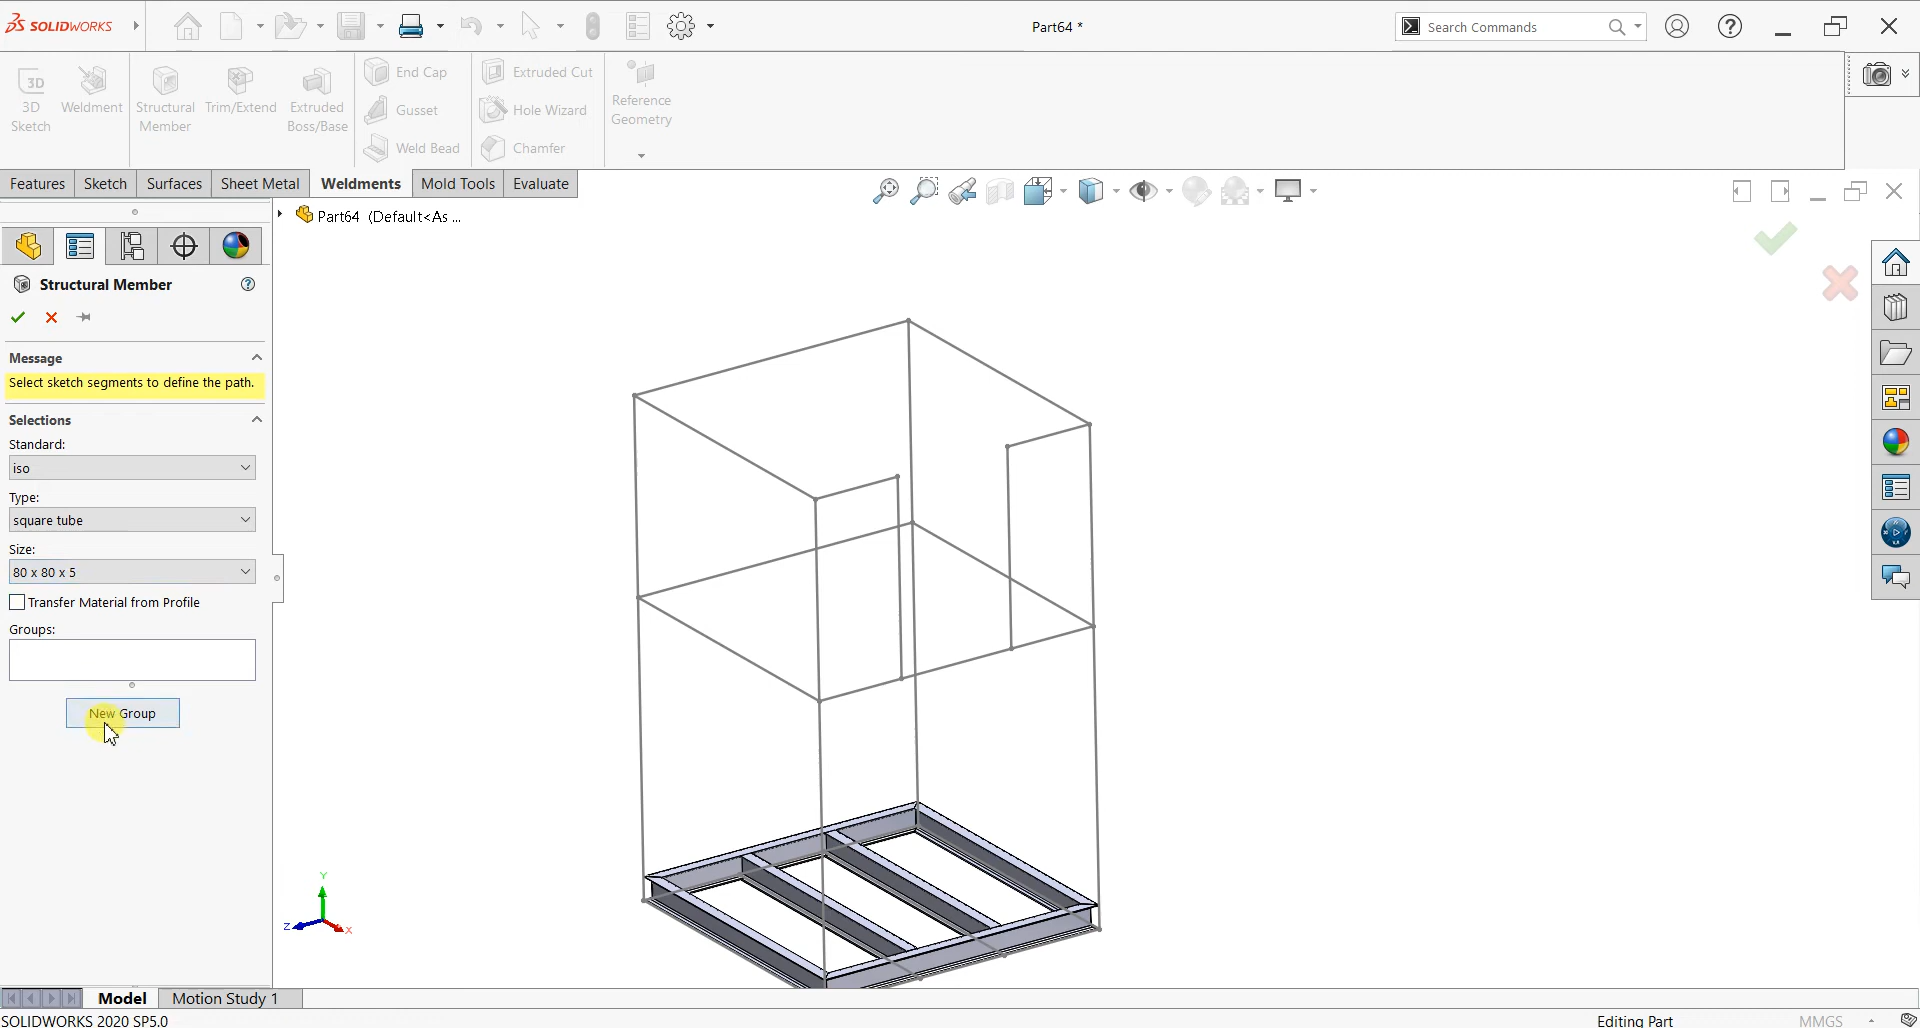 SOLIDWORKS
Part64 *
Search Commands
3D
Sketch
Weldment
Structural
Member
Trim/Extend
Extruded
Boss/Base
End Cap
Gusset
Weld Bead
Extruded Cut
Hole Wizard
Chamfer
Reference
Geometry
Features
Sketch
Surfaces
Sheet Metal
Weldments
Mold Tools
Evaluate
Part64 (Default<As ...
Structural Member
Message
Select sketch segments to define the path.
Selections
Standard:
iso
Type:
square tube
Size:
80 x 80 x 5
Transfer Material from Profile
Groups:
New Group
Y
Z
X
Model
Motion Study 1
SOLIDWORKS 2020 SP5.0
Editing Part
MMGS